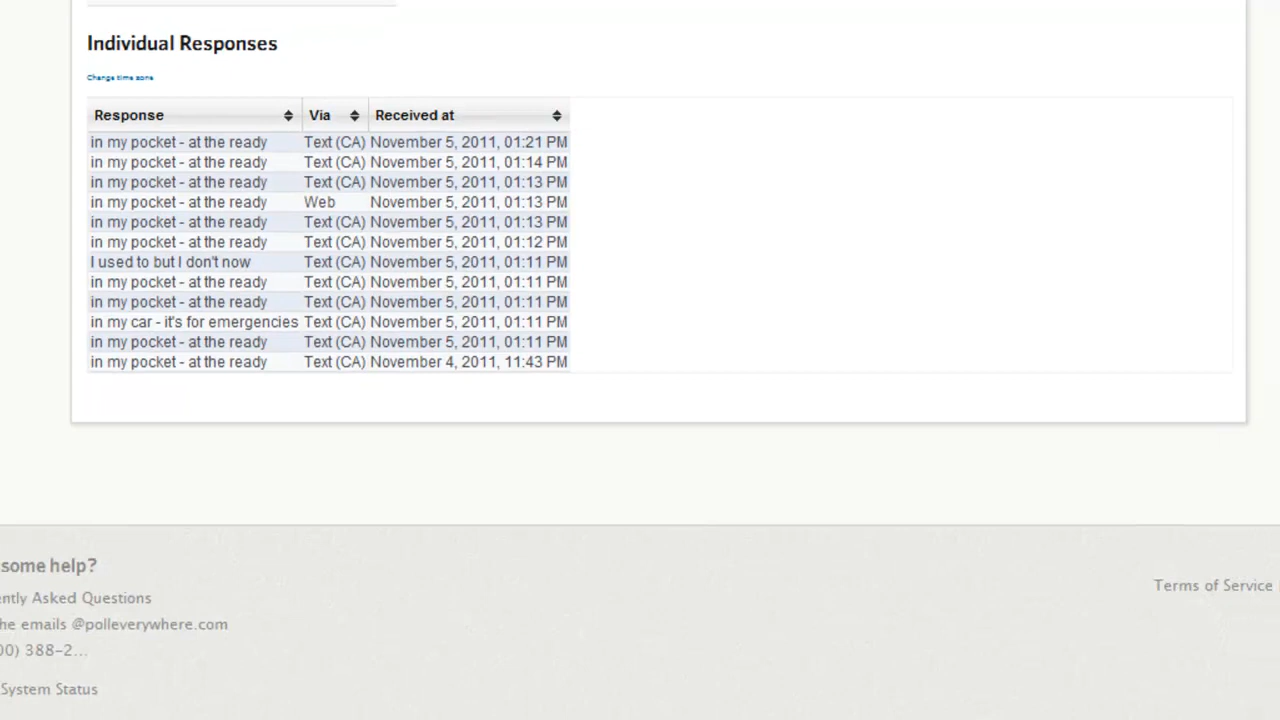 Individual Responses
Change time zone
Response Via Received at
in my pocket - at the ready Text (CA) November 5, 2011, 01:21 PM
in my pocket - at the ready Text (CA) November 5, 2011, 01:14 PM
in my pocket - at the ready Text (CA) November 5, 2011, 01:13 PM
in my pocket - at the ready Web November 5, 2011, 01:13 PM
in my pocket - at the ready Text (CA) November 5, 2011, 01:13 PM
in my pocket - at the ready Text (CA) November 5, 2011, 01:12 PM
I used to but I don't now Text (CA) November 5, 2011, 01:11 PM
in my pocket - at the ready Text (CA) November 5, 2011, 01:11 PM
in my pocket - at the ready Text (CA) November 5, 2011, 01:11 PM
in my car - it's for emergencies Text (CA) November 5, 2011, 01:11 PM
in my pocket - at the ready Text (CA) November 5, 2011, 01:11 PM
in my pocket - at the ready Text (CA) November 4, 2011, 11:43 PM
some help?
ently Asked Questions
Terms of Service
he emails @polleverywhere.com
00) 388-2...
System Status